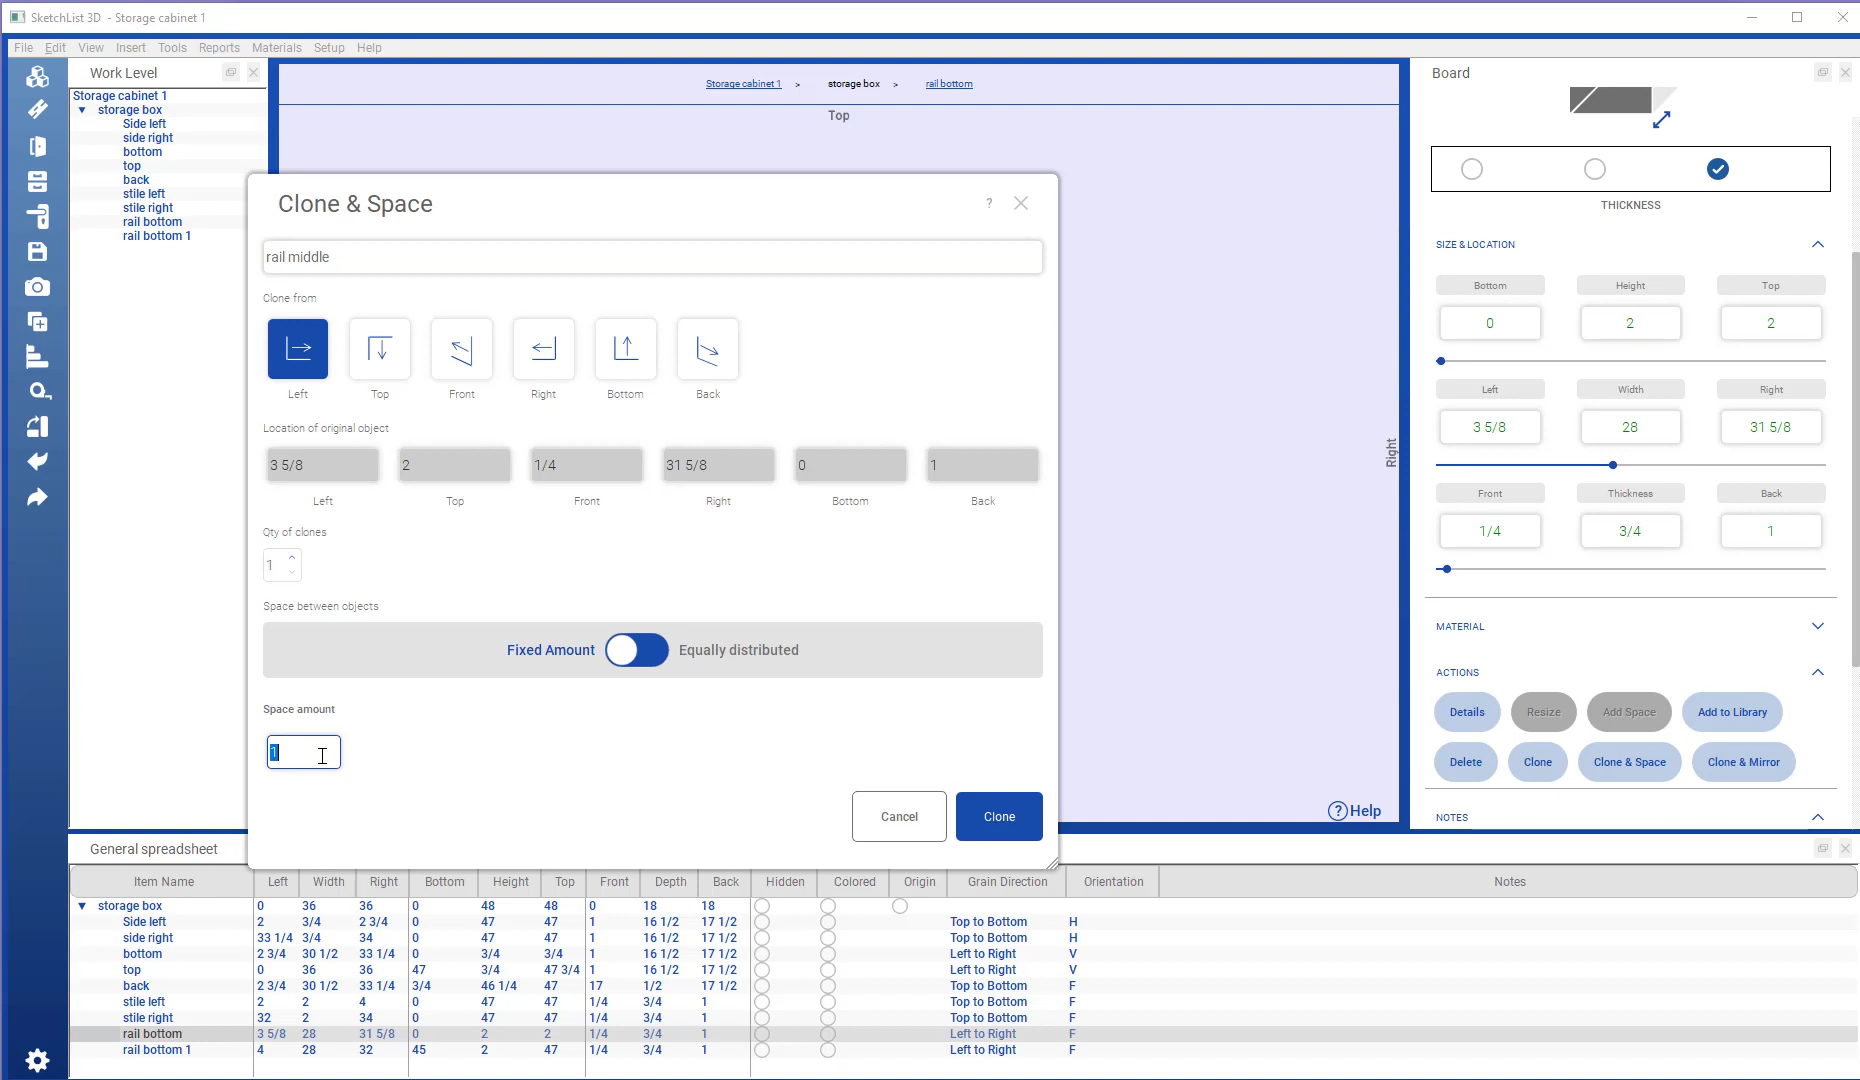 SketchList 3D - Storage cabinet 1
File Edit View Insert Tools Reports Materials Setup Help
Work Level
Storage cabinet 1
storage box
Side left
side right
bottom
top
back
stile left
stile right
rail bottom
rail bottom 1
Storage cabinet 1 > storage box > rail bottom
Top
Right
? Help
Clone & Space
?
rail middle
Clone from
Left Top Front Right Bottom Back
Location of original object
3 5/8 2 1/4 31 5/8 0 1
Left Top Front Right Bottom Back
Qty of clones
1
Space between objects
Fixed Amount Equally distributed
Space amount
1
Cancel Clone
Board
THICKNESS
SIZE & LOCATION
Bottom Height Top
0 2 2
Left Width Right
3 5/8 28 31 5/8
Front Thickness Back
1/4 3/4 1
MATERIAL
ACTIONS
Details Resize Add Space Add to Library
Delete Clone Clone & Space Clone & Mirror
NOTES
General spreadsheet
Item Name Left Width Right Bottom Height Top Front Depth Back Hidden Colored Origin Grain Direction Orientation Notes
storage box 0 36 36 0 48 48 0 18 18
Side left 2 3/4 2 3/4 0 47 47 1 16 1/2 17 1/2 Top to Bottom H
side right 33 1/4 3/4 34 0 47 47 1 16 1/2 17 1/2 Top to Bottom H
bottom 2 3/4 30 1/2 33 1/4 0 3/4 3/4 1 16 1/2 17 1/2 Left to Right V
top 0 36 36 47 3/4 47 3/4 1 16 1/2 17 1/2 Left to Right V
back 2 3/4 30 1/2 33 1/4 3/4 46 1/4 47 17 1/2 17 1/2 Top to Bottom F
stile left 2 2 4 0 47 47 1/4 3/4 1 Top to Bottom F
stile right 32 2 34 0 47 47 1/4 3/4 1 Top to Bottom F
rail bottom 3 5/8 28 31 5/8 0 2 2 1/4 3/4 1 Left to Right F
rail bottom 1 4 28 32 45 2 47 1/4 3/4 1 Left to Right F